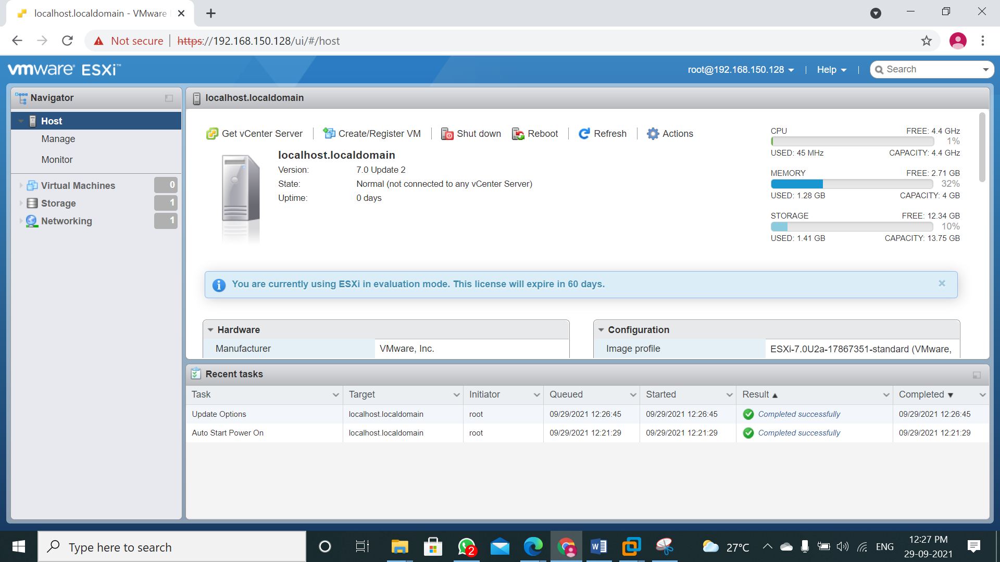 localhost.localdomain - VMware
Not secure https://192.168.150.128/ui/#/host
vmware ESXi™
root@192.168.150.128
Help
Search
Navigator
Host
Manage
Monitor
Virtual Machines 0
Storage 1
Networking 1
localhost.localdomain
Get vCenter Server
Create/Register VM
Shut down
Reboot
Refresh
Actions
localhost.localdomain
Version: 7.0 Update 2
State: Normal (not connected to any vCenter Server)
Uptime: 0 days
CPU FREE: 4.4 GHz
1%
USED: 45 MHz CAPACITY: 4.4 GHz
MEMORY FREE: 2.71 GB
32%
USED: 1.28 GB CAPACITY: 4 GB
STORAGE FREE: 12.34 GB
10%
USED: 1.41 GB CAPACITY: 13.75 GB
You are currently using ESXi in evaluation mode. This license will expire in 60 days.
Hardware
Manufacturer VMware, Inc.
Configuration
Image profile ESXi-7.0U2a-17867351-standard (VMware,
Recent tasks
Task Target Initiator Queued Started Result Completed
Update Options localhost.localdomain root 09/29/2021 12:26:45 09/29/2021 12:26:45 Completed successfully 09/29/2021 12:26:45
Auto Start Power On localhost.localdomain root 09/29/2021 12:21:29 09/29/2021 12:21:29 Completed successfully 09/29/2021 12:21:29
Type here to search
2
27°C
ENG
12:27 PM
29-09-2021